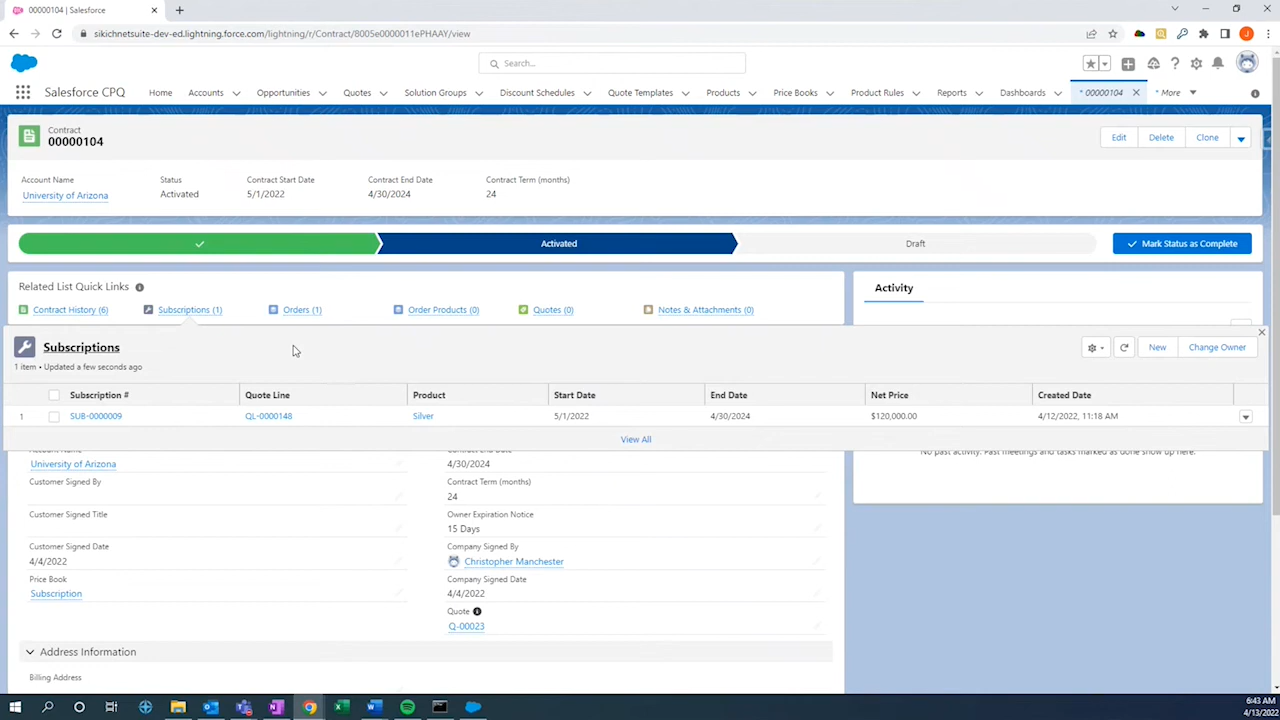 00000104 | Salesforce
sikichnetsuite-dev-ed.lightning.force.com/lightning/r/Contract/8005e0000011ePHAAY/view
J
Search...
Salesforce CPQ
Home
Accounts
Opportunities
Quotes
Solution Groups
Discount Schedules
Quote Templates
Products
Price Books
Product Rules
Reports
Dashboards
* 00000104
* More
Contract
00000104
Edit
Delete
Clone
Account Name
Status
Contract Start Date
Contract End Date
Contract Term (months)
University of Arizona
Activated
5/1/2022
4/30/2024
24
Activated
Draft
Mark Status as Complete
Related List Quick Links
Activity
Contract History (6)
Subscriptions (1)
Orders (1)
Order Products (0)
Quotes (0)
Notes & Attachments (0)
Subscriptions
New
Change Owner
1 item • Updated a few seconds ago
Subscription #
Quote Line
Product
Start Date
End Date
Net Price
Created Date
1
SUB-0000009
QL-0000148
Silver
5/1/2022
4/30/2024
$120,000.00
4/12/2022, 11:18 AM
View All
Account Name
University of Arizona
Customer Signed By
Customer Signed Title
Customer Signed Date
4/4/2022
Price Book
Subscription
Contract End Date
4/30/2024
Contract Term (months)
24
Owner Expiration Notice
15 Days
Company Signed By
Christopher Manchester
Company Signed Date
4/4/2022
Quote
Q-00023
No past activity. Past meetings and tasks marked as done show up here.
Address Information
Billing Address
6:43 AM
4/13/2022